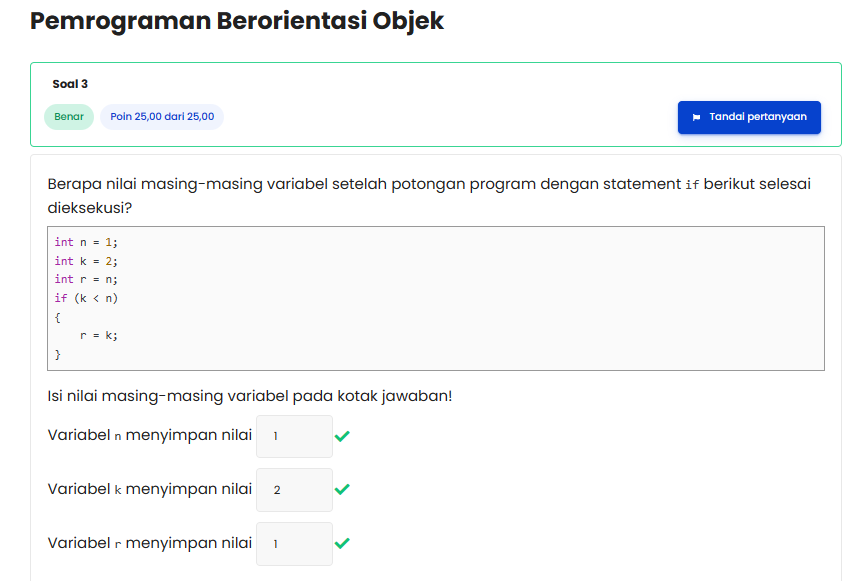 Pemrograman Berorientasi Objek
Soal 3
Benar
Poin 25,00 dari 25,00
Tandai pertanyaan
Berapa nilai masing-masing variabel setelah potongan program dengan statement if berikut selesai
dieksekusi?
int n = 1;
int k = 2;
int r = n;
if (k < n)
{
    r = k;
}
Isi nilai masing-masing variabel pada kotak jawaban!
Variabel n menyimpan nilai 1
Variabel k menyimpan nilai 2
Variabel r menyimpan nilai 1